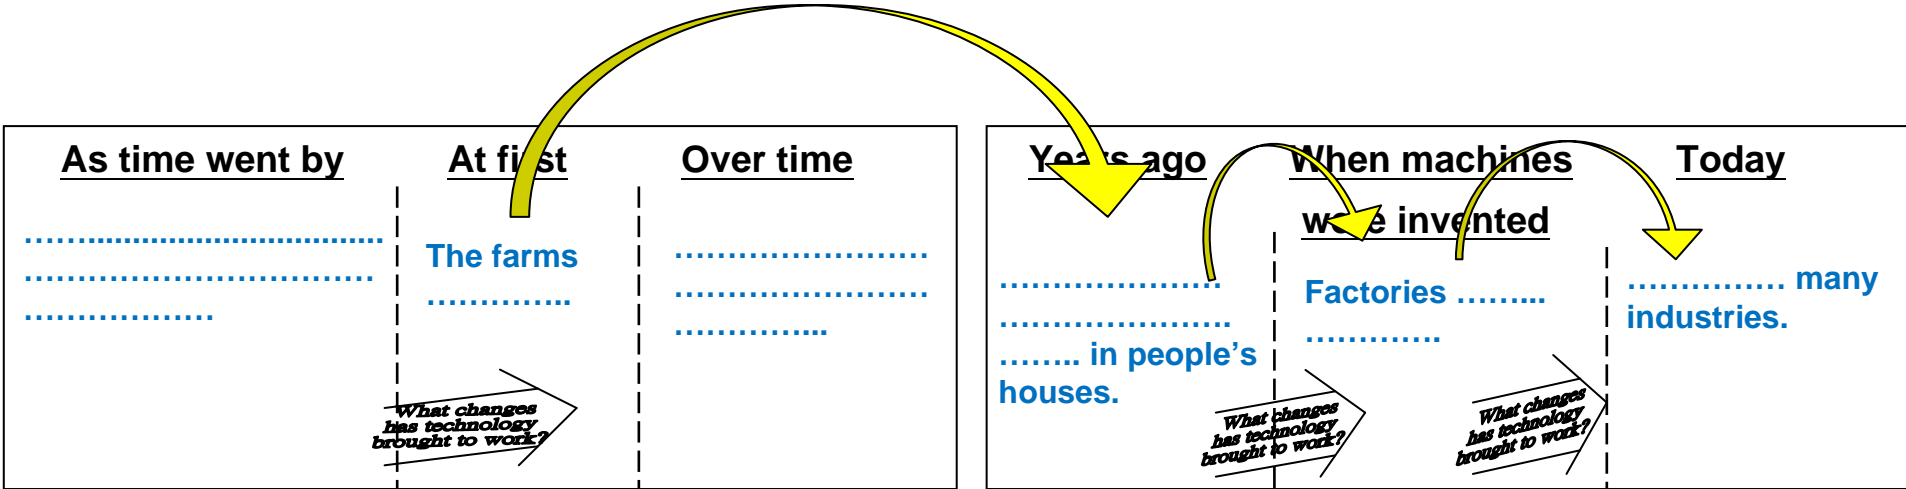 As time went by
……..................................
……………………………
………………
At first
The farms
…………..
Over time
……………………
……………………
…………...
Years ago
…………………
………………….
…….. in people’s
houses.
When machines
were invented
Factories ……...
………….
Today
…………… many
industries.
What changes
has technology
brought to work?
What changes
has technology
brought to work?
What changes
has technology
brought to work?